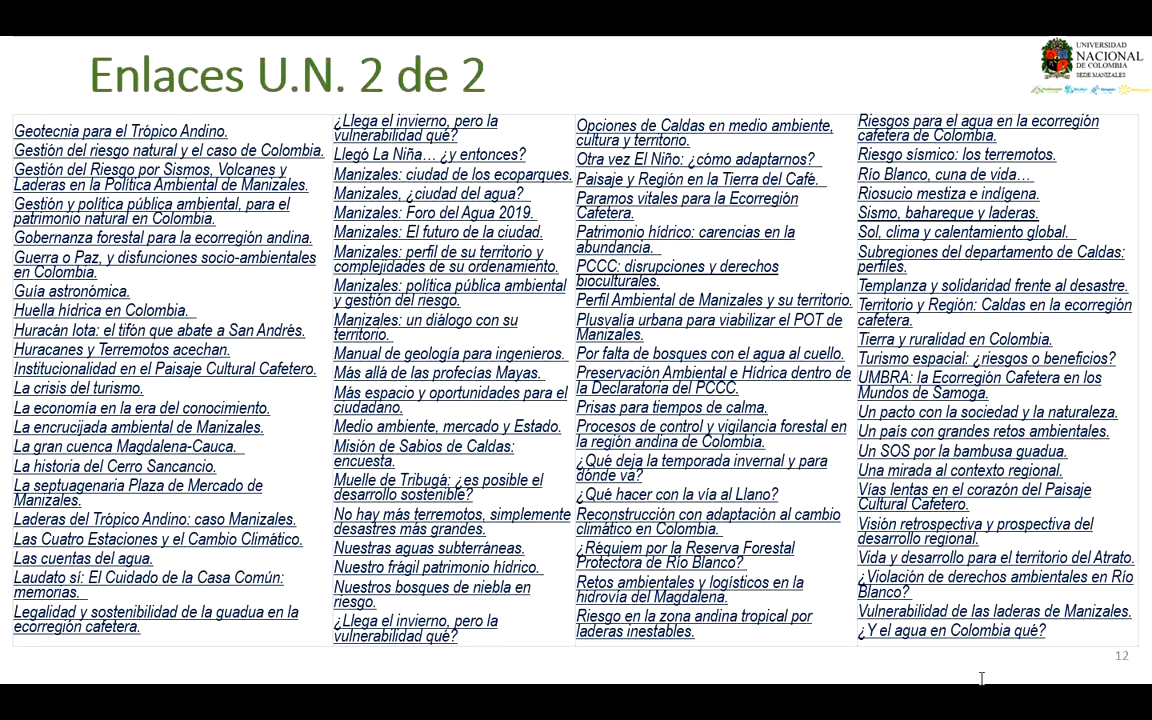 Enlaces U.N. 2 de 2
UNIVERSIDAD
NACIONAL
DE COLOMBIA
SEDE MANIZALES
Geotecnia para el Trópico Andino.
Gestión del riesgo natural y el caso de Colombia.
Gestión del Riesgo por Sismos, Volcanes y
Laderas en la Política Ambiental de Manizales.
Gestión y política pública ambiental, para el
patrimonio natural en Colombia.
Gobernanza forestal para la ecorregión andina.
Guerra o Paz, y disfunciones socio-ambientales
en Colombia.
Guía astronómica.
Huella hídrica en Colombia.
Huracán Iota: el tifón que abate a San Andrés.
Huracanes y Terremotos acechan.
Institucionalidad en el Paisaje Cultural Cafetero.
La crisis del turismo.
La economía en la era del conocimiento.
La encrucijada ambiental de Manizales.
La gran cuenca Magdalena-Cauca.
La historia del Cerro Sancancio.
La septuagenaria Plaza de Mercado de
Manizales.
Laderas del Trópico Andino: caso Manizales.
Las Cuatro Estaciones y el Cambio Climático.
Las cuentas del agua.
Laudato sí: El Cuidado de la Casa Común:
memorias.
Legalidad y sostenibilidad de la guadua en la
ecorregión cafetera.
¿Llega el invierno, pero la
vulnerabilidad qué?
Llegó La Niña… ¿y entonces?
Manizales: ciudad de los ecoparques.
Manizales, ¿ciudad del agua?
Manizales: Foro del Agua 2019.
Manizales: El futuro de la ciudad.
Manizales: perfil de su territorio y
complejidades de su ordenamiento.
Manizales: política pública ambiental
y gestión del riesgo.
Manizales: un diálogo con su
territorio.
Manual de geología para ingenieros.
Más allá de las profecías Mayas.
Más espacio y oportunidades para el
ciudadano.
Medio ambiente, mercado y Estado.
Misión de Sabios de Caldas:
encuesta.
Muelle de Tribugá: ¿es posible el
desarrollo sostenible?
No hay más terremotos, simplemente
desastres más grandes.
Nuestras aguas subterráneas.
Nuestro frágil patrimonio hídrico.
Nuestros bosques de niebla en
riesgo.
¿Llega el invierno, pero la
vulnerabilidad qué?
Opciones de Caldas en medio ambiente,
cultura y territorio.
Otra vez El Niño: ¿cómo adaptarnos?
Paisaje y Región en la Tierra del Café.
Paramos vitales para la Ecorregión
Cafetera.
Patrimonio hídrico: carencias en la
abundancia.
PCCC: disrupciones y derechos
bioculturales.
Perfil Ambiental de Manizales y su territorio.
Plusvalía urbana para viabilizar el POT de
Manizales.
Por falta de bosques con el agua al cuello.
Preservación Ambiental e Hídrica dentro de
la Declaratoria del PCCC.
Prisas para tiempos de calma.
Procesos de control y vigilancia forestal en
la región andina de Colombia.
¿Qué deja la temporada invernal y para
dónde va?
¿Qué hacer con la vía al Llano?
Reconstrucción con adaptación al cambio
climático en Colombia.
¿Réquiem por la Reserva Forestal
Protectora de Río Blanco?
Retos ambientales y logísticos en la
hidrovía del Magdalena.
Riesgo en la zona andina tropical por
laderas inestables.
Riesgos para el agua en la ecorregión
cafetera de Colombia.
Riesgo sísmico: los terremotos.
Río Blanco, cuna de vida…
Riosucio mestiza e indígena.
Sismo, bahareque y laderas.
Sol, clima y calentamiento global.
Subregiones del departamento de Caldas:
perfiles.
Templanza y solidaridad frente al desastre.
Territorio y Región: Caldas en la ecorregión
cafetera.
Tierra y ruralidad en Colombia.
Turismo espacial: ¿riesgos o beneficios?
UMBRA: la Ecorregión Cafetera en los
Mundos de Samoga.
Un pacto con la sociedad y la naturaleza.
Un país con grandes retos ambientales.
Un SOS por la bambusa guadua.
Una mirada al contexto regional.
Vías lentas en el corazón del Paisaje
Cultural Cafetero.
Visión retrospectiva y prospectiva del
desarrollo regional.
Vida y desarrollo para el territorio del Atrato.
¿Violación de derechos ambientales en Río
Blanco?
Vulnerabilidad de las laderas de Manizales.
¿Y el agua en Colombia qué?
12